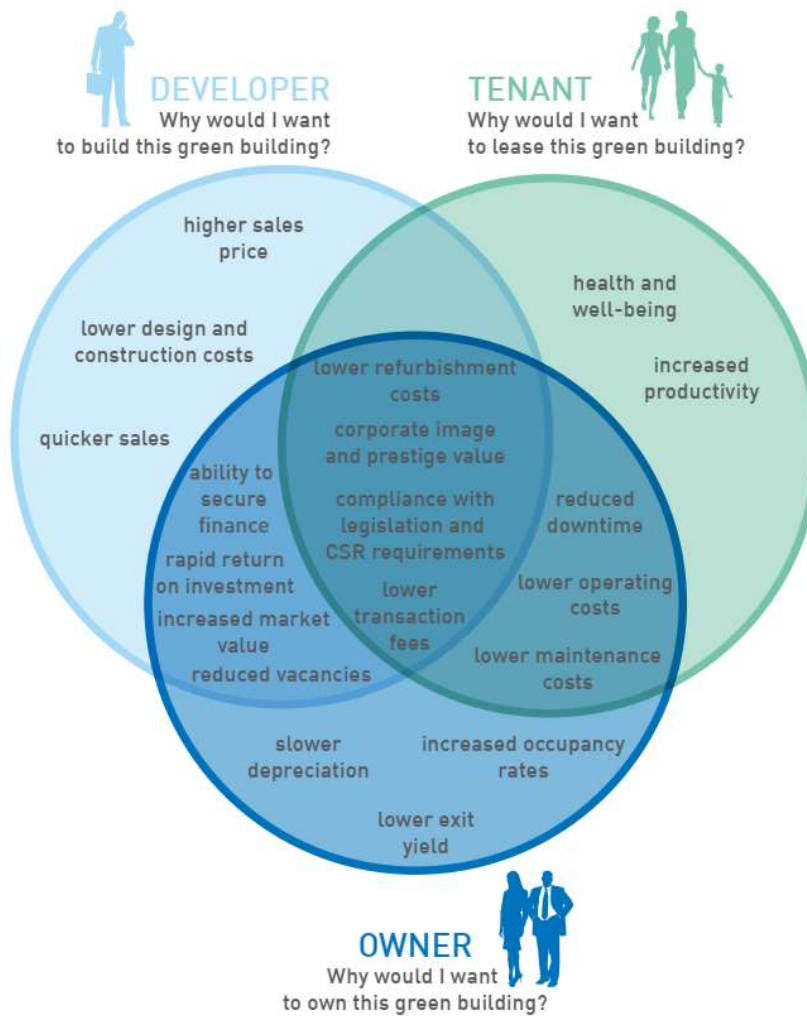 DEVELOPER
Why would I want
to build this green building?
TENANT
Why would I want
to lease this green building?
higher sales
price
lower design and
construction costs
quicker sales
health and
well-being
increased
productivity
lower refurbishment
costs
corporate image
and prestige value
compliance with
legislation and
CSR requirements
lower
transaction
fees
ability to
secure
finance
rapid return
on investment
increased market
value
reduced vacancies
reduced
downtime
lower operating
costs
lower maintenance
costs
slower
depreciation
increased occupancy
rates
lower exit
yield
OWNER
Why would I want
to own this green building?